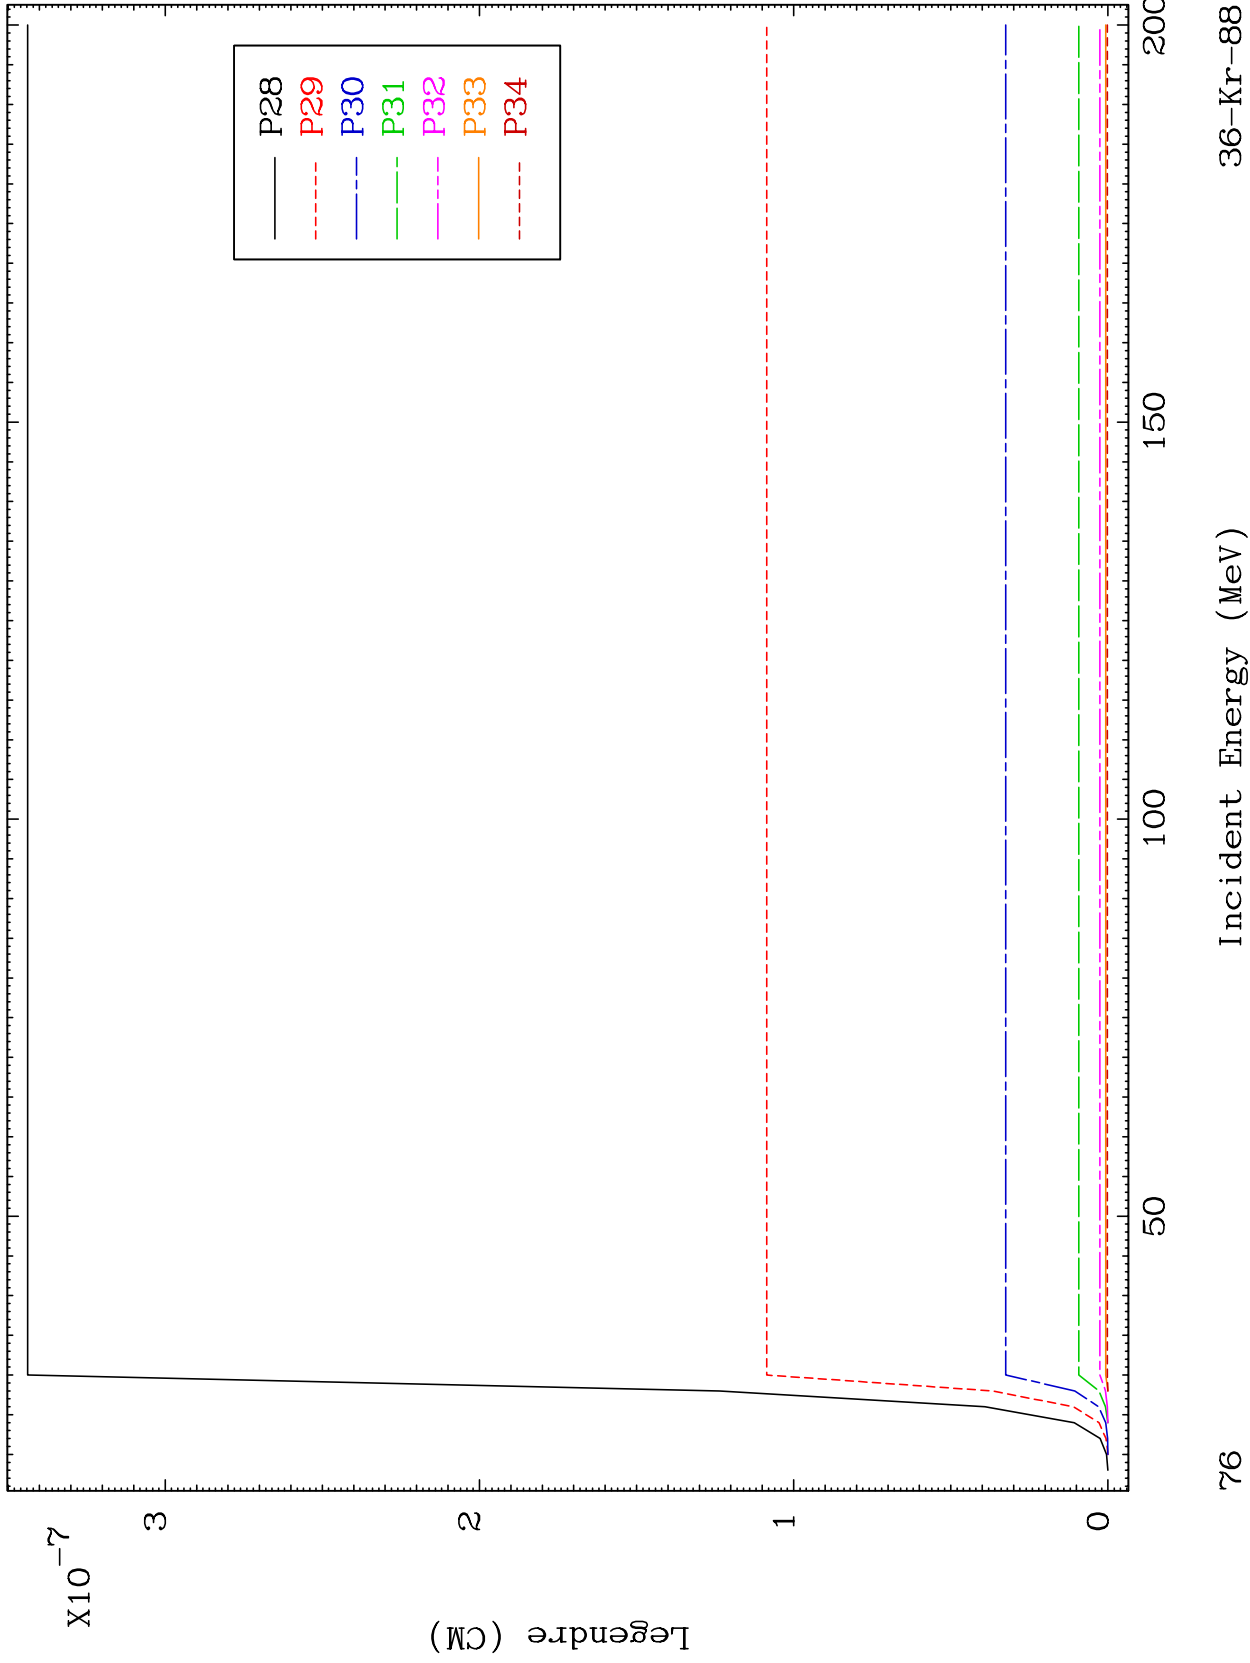 X10-7
3
2
1
0
Legendre (CM)
P28
P29
P30
P31
P32
P33
P34
50
100
150
200
Incident Energy (MeV)
76
36-Kr-88